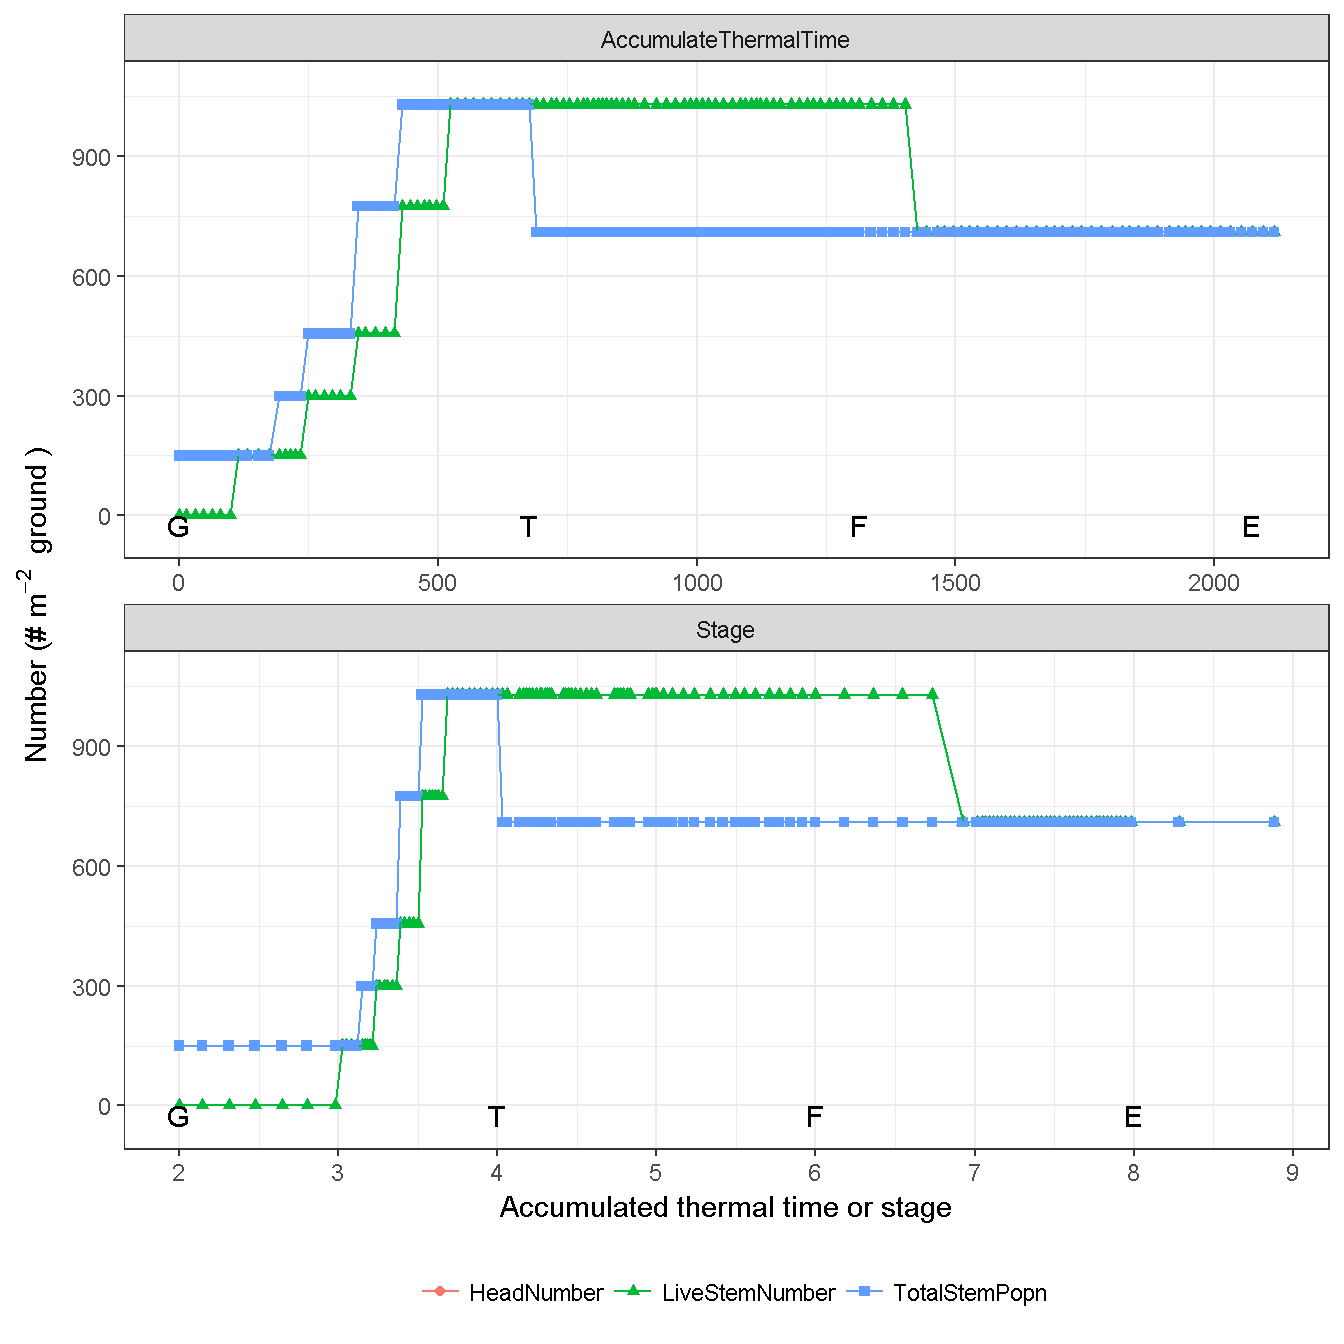 AccumulateThermalTime
900
600
300
0
G T F E
0 500 1000 1500 2000
Number (# m⁻² ground )
Stage
900
600
300
0
G T F E
2 3 4 5 6 7 8 9
Accumulated thermal time or stage
HeadNumber LiveStemNumber TotalStemPopn